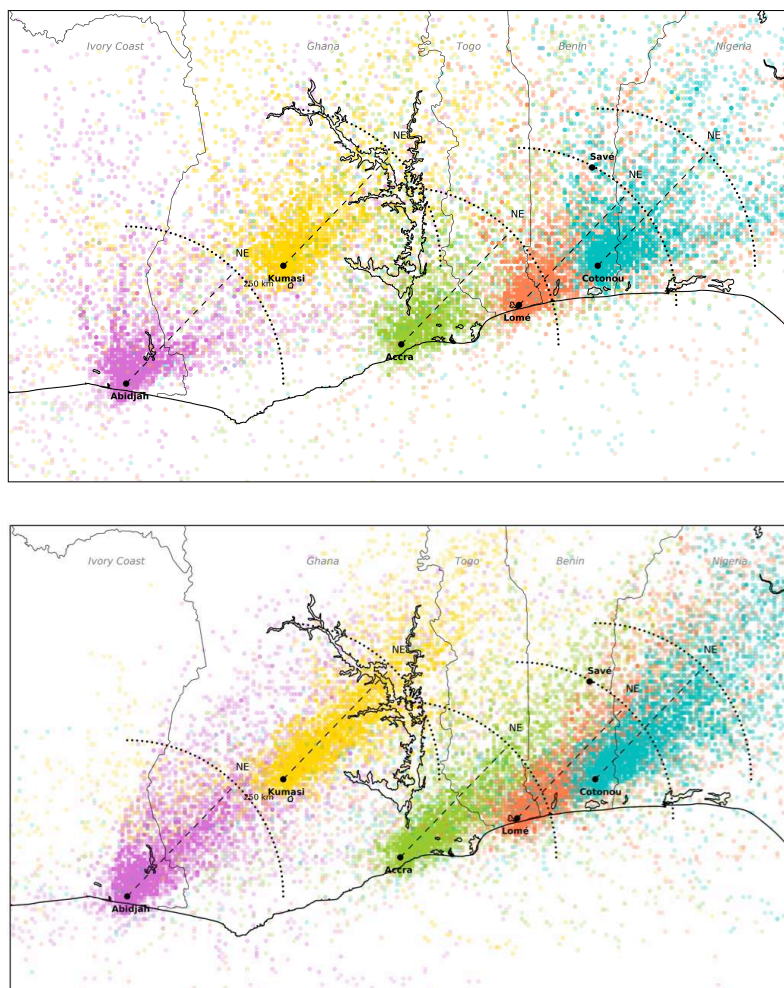 Ivory Coast
Ghana
Togo
Benin
Nigeria
NE
Savé
NE
NE
NE
Kumasi
250 km
Cotonou
Lomé
Accra
Abidjan
Ivory Coast
Ghana
Togo
Benin
Nigeria
NE
Savé
NE
NE
NE
Kumasi
250 km
Cotonou
Lomé
Accra
Abidjan